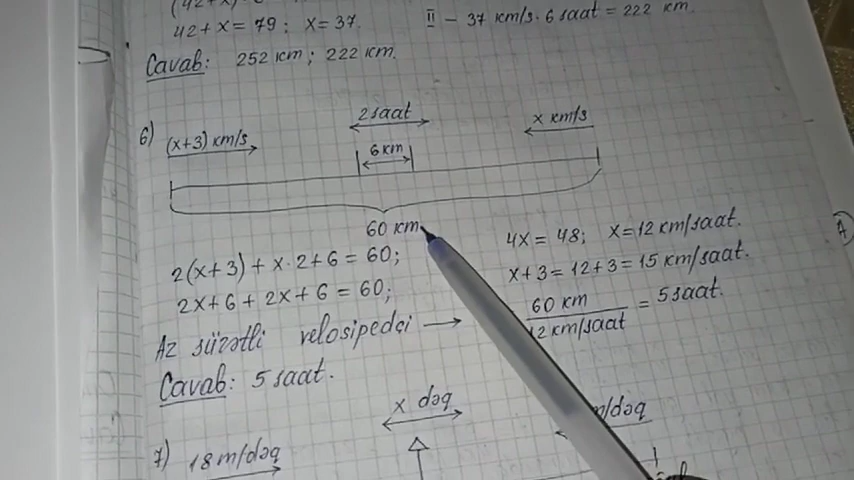 42+x=79; x=37.
II – 37 km/s·6 saat = 222 km.
Cavab: 252 km; 222 km.
6) (x+3) km/s
2 saat
x km/s
6 km
60 km
2(x+3)+x·2+6=60;
2x+6+2x+6=60;
4x=48; x=12 km/saat.
x+3=12+3=15 km/saat.
Az sürətli velosipedçi → 60 km / 12 km/saat = 5 saat.
Cavab: 5 saat.
x dəq
7) 18 m/dəq
m/dəq
A